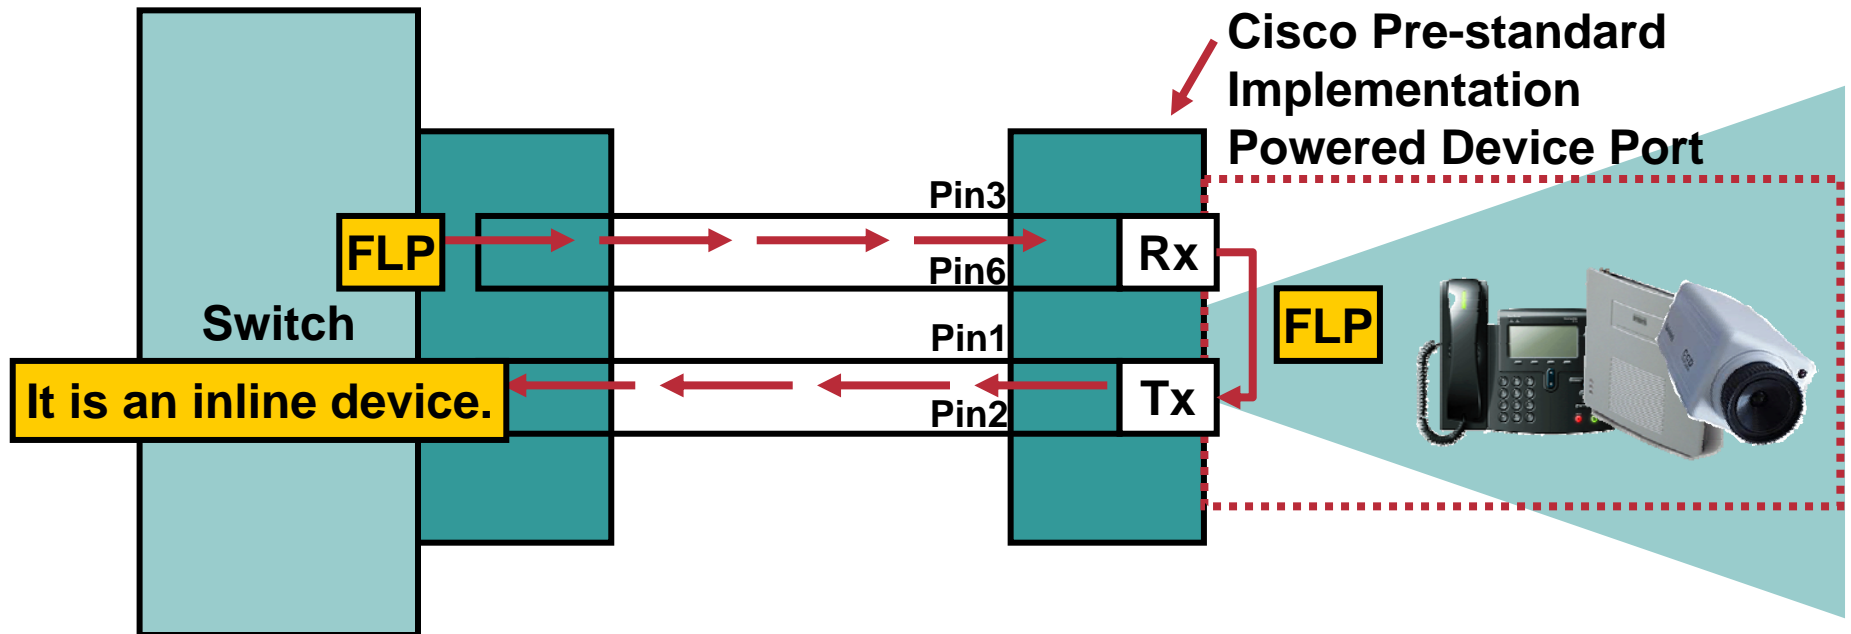 Cisco Pre-standard
Implementation
Powered Device Port
Pin3
FLP
Rx
Pin6
Switch
FLP
Pin1
It is an inline device.
Tx
Pin2